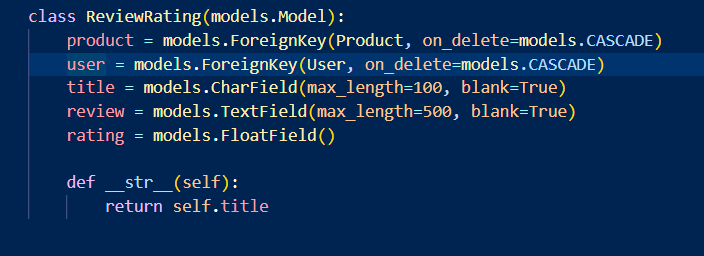 class ReviewRating(models.Model):
    product = models.ForeignKey(Product, on_delete=models.CASCADE)
    user = models.ForeignKey(User, on_delete=models.CASCADE)
    title = models.CharField(max_length=100, blank=True)
    review = models.TextField(max_length=500, blank=True)
    rating = models.FloatField()

    def __str__(self):
        return self.title